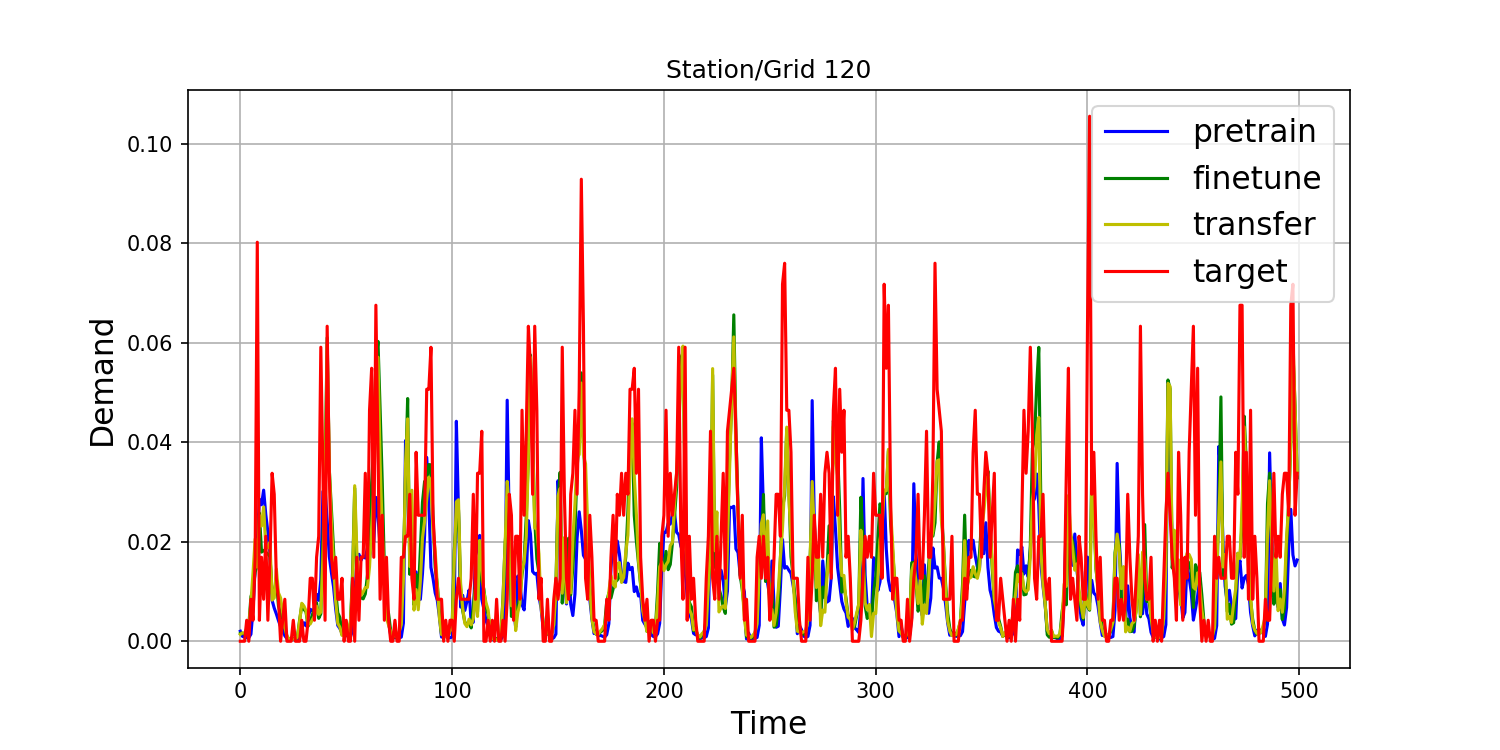 Station/Grid 120
Demand
0.10
0.08
0.06
0.04
0.02
0.00
0 100 200 300 400 500
Time
pretrain
finetune
transfer
target